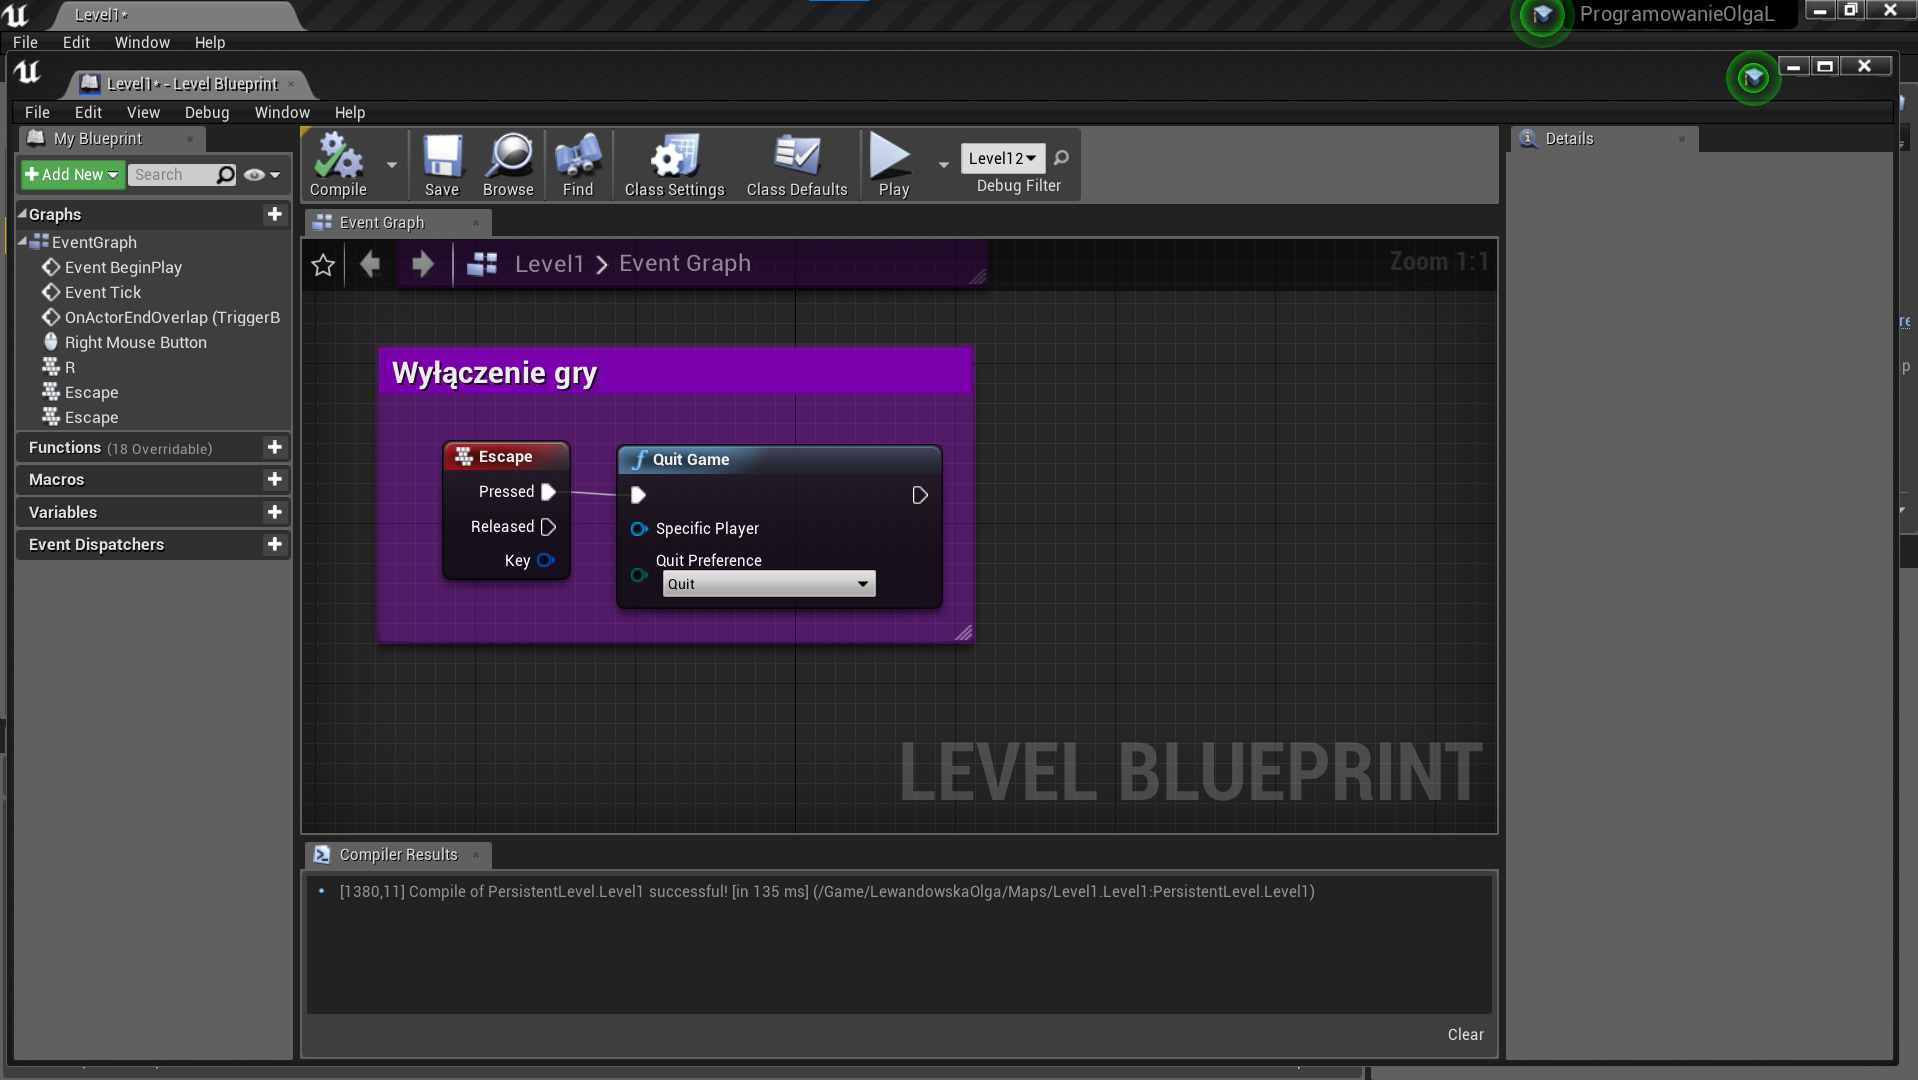 Level1*
ProgramowanieOlgaL
File Edit Window Help
Level1* - Level Blueprint
File Edit View Debug Window Help
My Blueprint
Add New
Search
Graphs
EventGraph
Event BeginPlay
Event Tick
OnActorEndOverlap (TriggerB
Right Mouse Button
R
Escape
Escape
Functions (18 Overridable)
Macros
Variables
Event Dispatchers
Compile
Save
Browse
Find
Class Settings
Class Defaults
Play
Level12
Debug Filter
Event Graph
Level1 > Event Graph
Zoom 1:1
Wyłączenie gry
Escape
Pressed
Released
Key
Quit Game
Specific Player
Quit Preference
Quit
LEVEL BLUEPRINT
Compiler Results
[1380,11] Compile of PersistentLevel.Level1 successful! [in 135 ms] (/Game/LewandowskaOlga/Maps/Level1.Level1:PersistentLevel.Level1)
Clear
Details